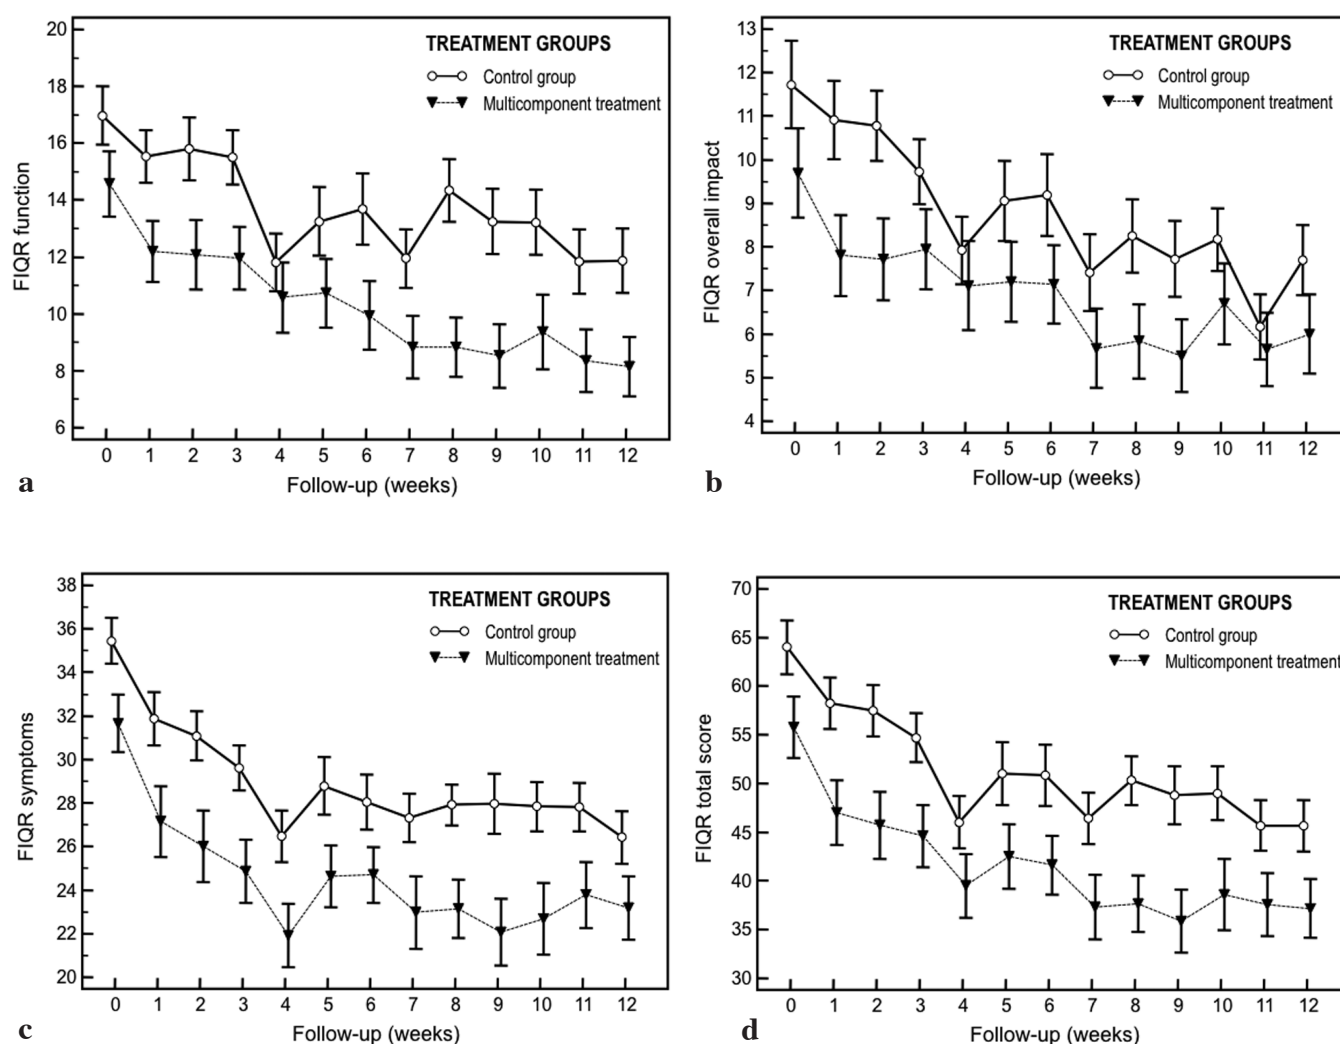 TREATMENT GROUPS
Control group
Multicomponent treatment
FIQR function
20
18
16
14
12
10
8
6
0 1 2 3 4 5 6 7 8 9 10 11 12
Follow-up (weeks)
a
TREATMENT GROUPS
Control group
Multicomponent treatment
FIQR overall impact
13
12
11
10
9
8
7
6
5
4
0 1 2 3 4 5 6 7 8 9 10 11 12
Follow-up (weeks)
b
TREATMENT GROUPS
Control group
Multicomponent treatment
FIQR symptoms
38
36
34
32
30
28
26
24
22
20
0 1 2 3 4 5 6 7 8 9 10 11 12
Follow-up (weeks)
c
TREATMENT GROUPS
Control group
Multicomponent treatment
FIQR total score
70
65
60
55
50
45
40
35
30
0 1 2 3 4 5 6 7 8 9 10 11 12
Follow-up (weeks)
d